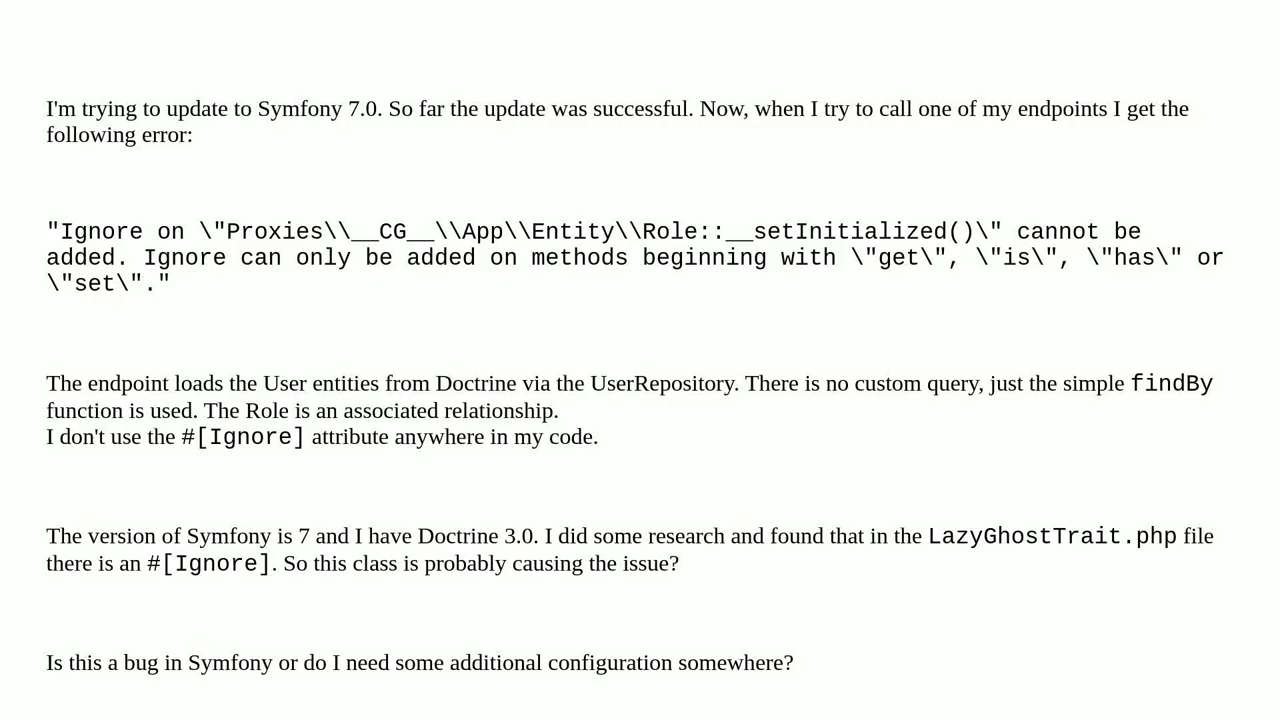 I'm trying to update to Symfony 7.0. So far the update was successful. Now, when I try to call one of my endpoints I get the
following error:
"Ignore on \"Proxies\\__CG__\\App\\Entity\\Role::__setInitialized()\" cannot be
added. Ignore can only be added on methods beginning with \"get\", \"is\", \"has\" or
\"set\"."
The endpoint loads the User entities from Doctrine via the UserRepository. There is no custom query, just the simple findBy
function is used. The Role is an associated relationship.
I don't use the #[Ignore] attribute anywhere in my code.
The version of Symfony is 7 and I have Doctrine 3.0. I did some research and found that in the LazyGhostTrait.php file
there is an #[Ignore]. So this class is probably causing the issue?
Is this a bug in Symfony or do I need some additional configuration somewhere?